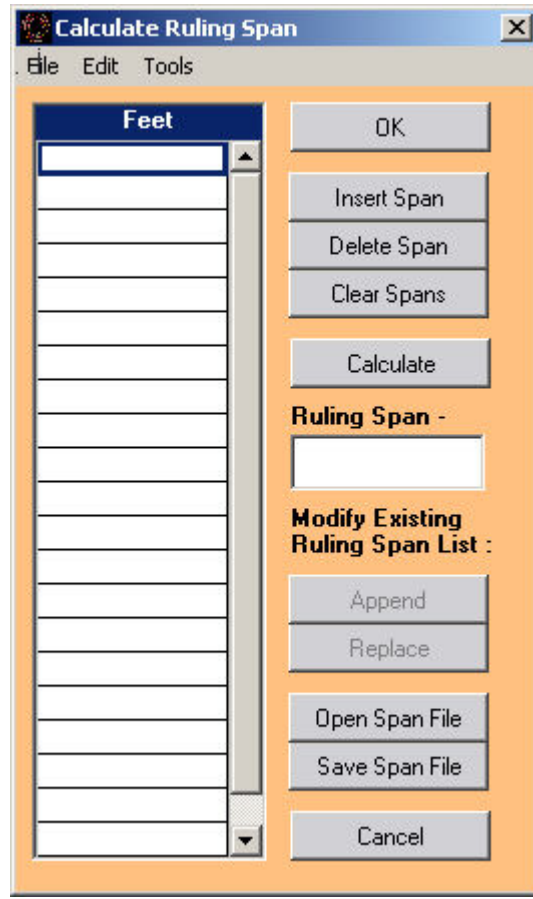 Calculate Ruling Span
File Edit Tools
Feet
OK
Insert Span
Delete Span
Clear Spans
Calculate
Ruling Span -
Modify Existing
Ruling Span List :
Append
Replace
Open Span File
Save Span File
Cancel